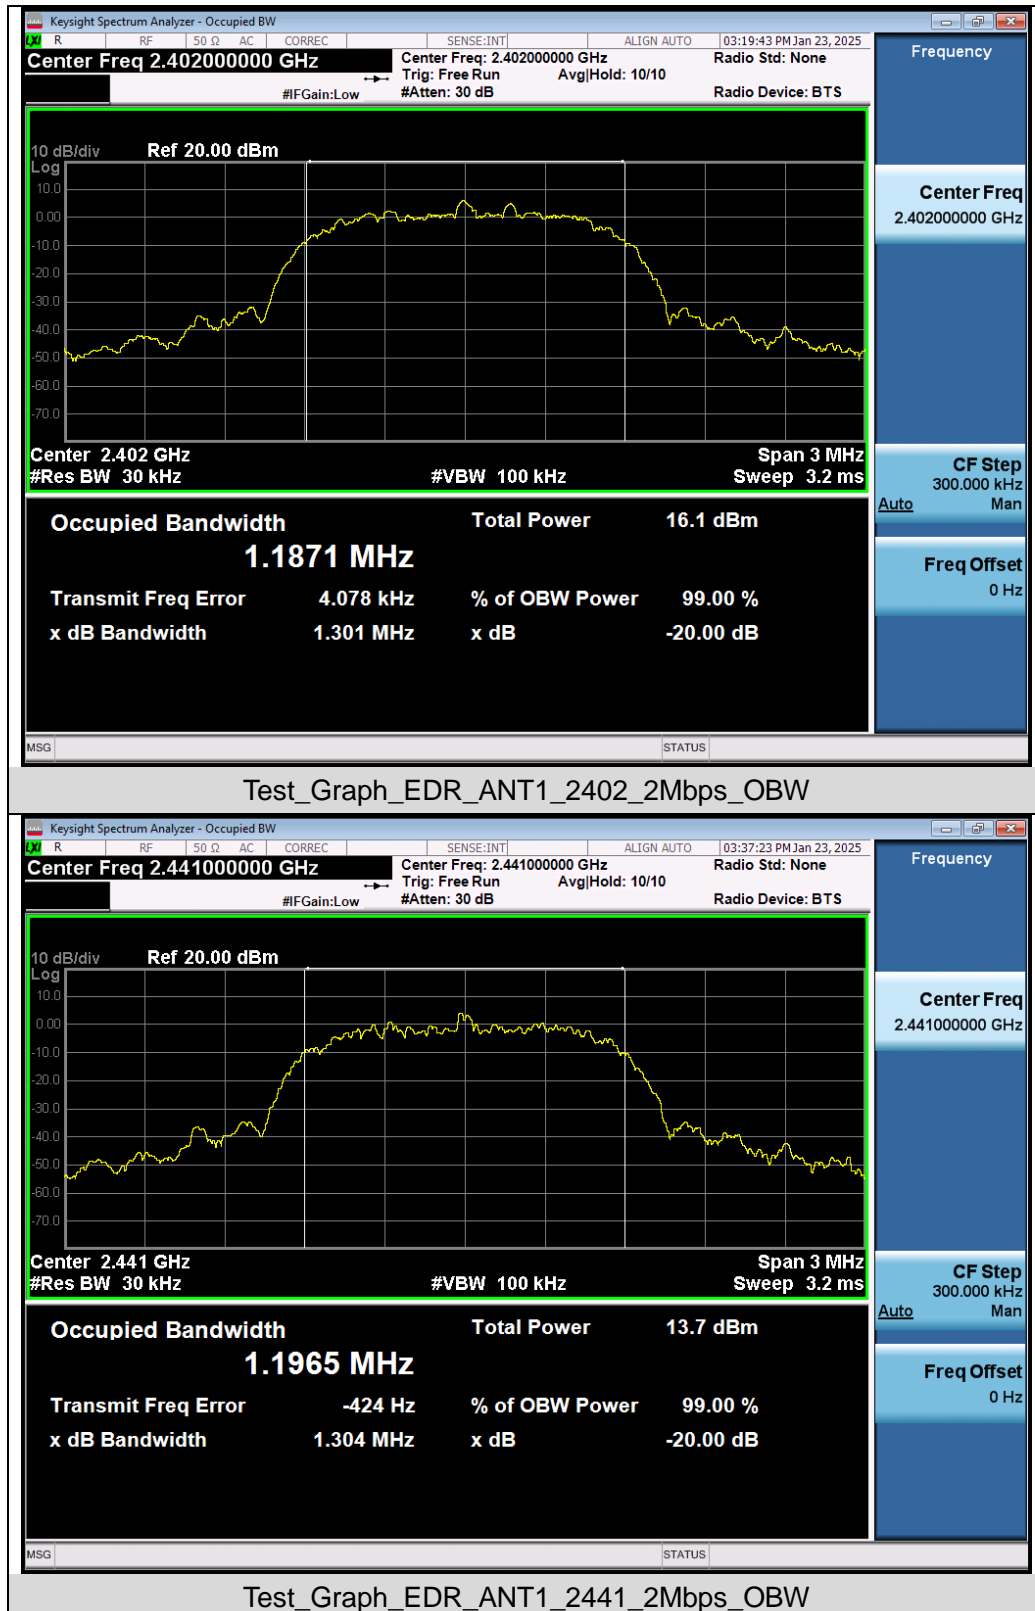 Keysight Spectrum Analyzer - Occupied BW
LXI R RF 50 Ω AC CORREC SENSE:INT ALIGN AUTO 03:19:43 PM Jan 23, 2025
Center Freq 2.402000000 GHz
Center Freq: 2.402000000 GHz
Radio Std: None
Trig: Free Run Avg|Hold: 10/10
#IFGain:Low
#Atten: 30 dB
Radio Device: BTS
Frequency
10 dB/div Ref 20.00 dBm
Log
10.0
0.00
-10.0
-20.0
-30.0
-40.0
-50.0
-60.0
-70.0
Center 2.402 GHz Span 3 MHz
#Res BW 30 kHz #VBW 100 kHz Sweep 3.2 ms
Center Freq
2.402000000 GHz
CF Step
300.000 kHz
Auto Man
Freq Offset
0 Hz
Occupied Bandwidth Total Power 16.1 dBm
1.1871 MHz
Transmit Freq Error 4.078 kHz % of OBW Power 99.00 %
x dB Bandwidth 1.301 MHz x dB -20.00 dB
MSG STATUS
Test_Graph_EDR_ANT1_2402_2Mbps_OBW
Keysight Spectrum Analyzer - Occupied BW
LXI R RF 50 Ω AC CORREC SENSE:INT ALIGN AUTO 03:37:23 PM Jan 23, 2025
Center Freq 2.441000000 GHz
Center Freq: 2.441000000 GHz
Radio Std: None
Trig: Free Run Avg|Hold: 10/10
#IFGain:Low
#Atten: 30 dB
Radio Device: BTS
Frequency
10 dB/div Ref 20.00 dBm
Log
10.0
0.00
-10.0
-20.0
-30.0
-40.0
-50.0
-60.0
-70.0
Center 2.441 GHz Span 3 MHz
#Res BW 30 kHz #VBW 100 kHz Sweep 3.2 ms
Center Freq
2.441000000 GHz
CF Step
300.000 kHz
Auto Man
Freq Offset
0 Hz
Occupied Bandwidth Total Power 13.7 dBm
1.1965 MHz
Transmit Freq Error -424 Hz % of OBW Power 99.00 %
x dB Bandwidth 1.304 MHz x dB -20.00 dB
MSG STATUS
Test_Graph_EDR_ANT1_2441_2Mbps_OBW